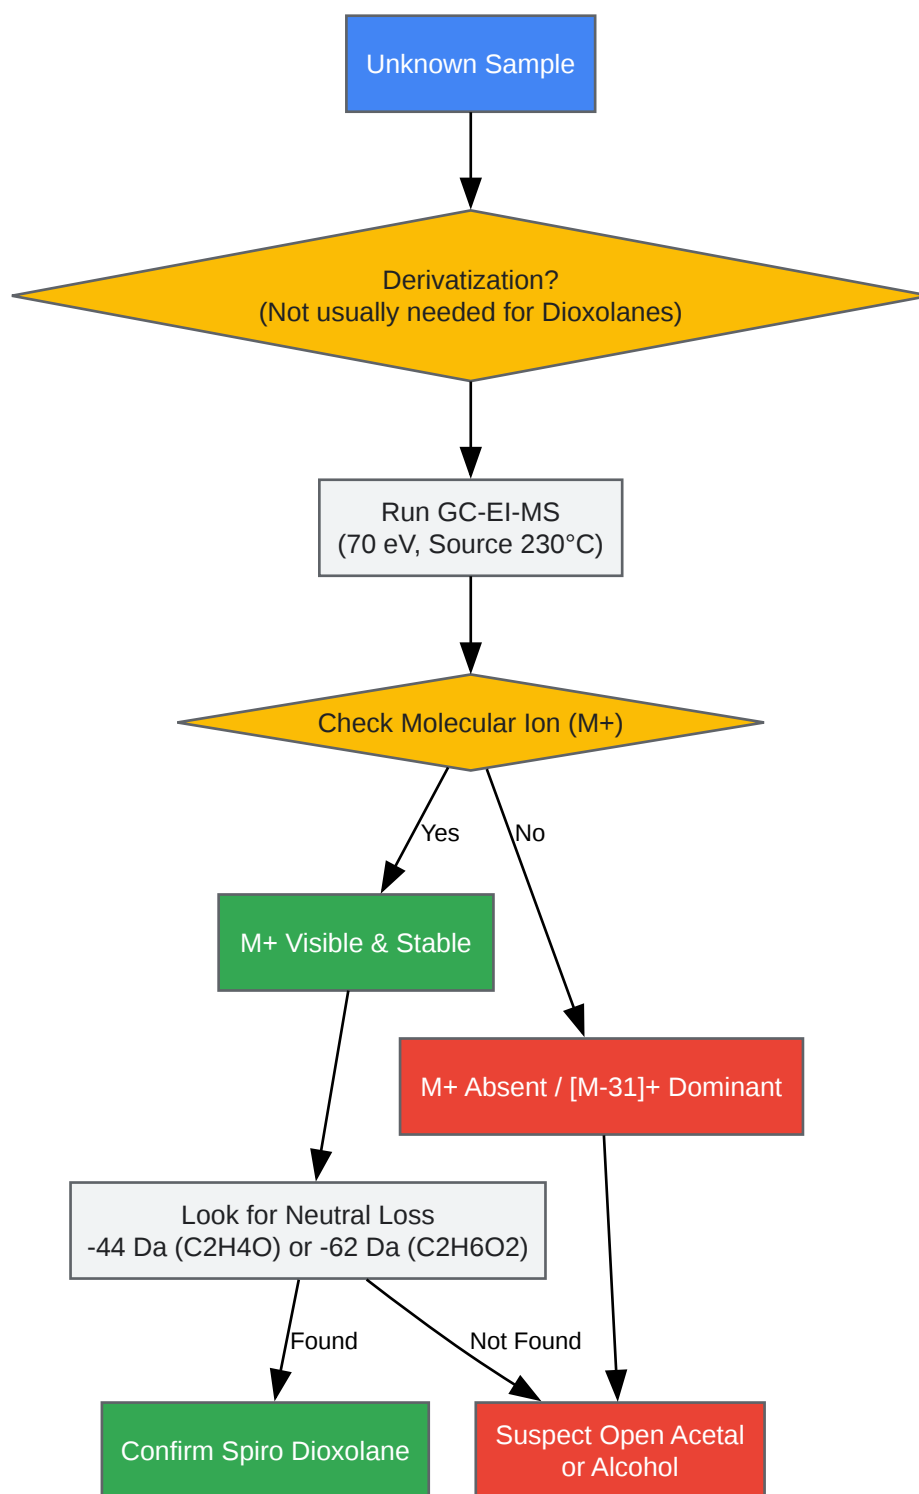 Unknown Sample
Derivatization?
(Not usually needed for Dioxolanes)
Run GC-EI-MS
(70 eV, Source 230°C)
Check Molecular Ion (M+)
Yes
No
M+ Visible & Stable
M+ Absent / [M-31]+ Dominant
Look for Neutral Loss
-44 Da (C2H4O) or -62 Da (C2H6O2)
Found
Not Found
Confirm Spiro Dioxolane
Suspect Open Acetal
or Alcohol